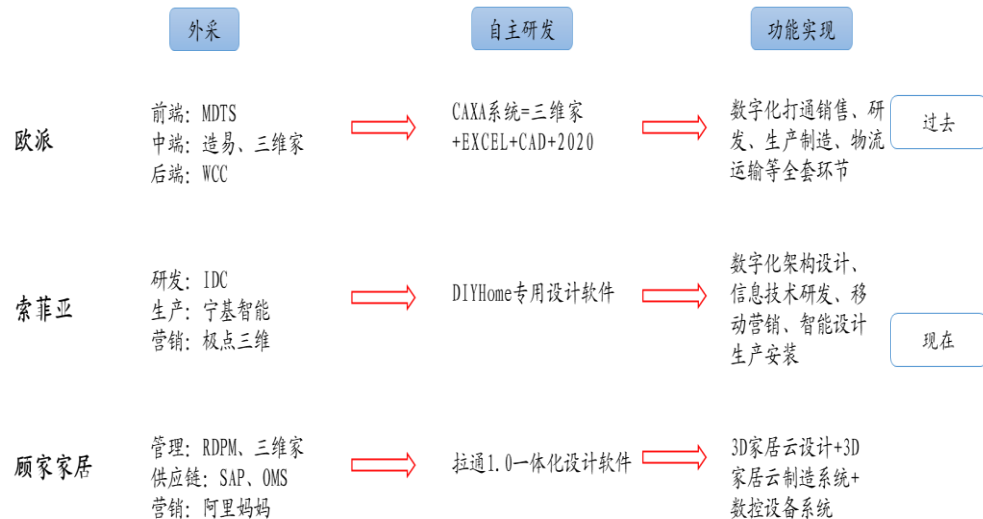 外采
自主研发
功能实现
欧派
前端: MDTS
中端: 造易、三维家
后端: WCC
CAXA系统=三维家
+EXCEL+CAD+2020
数字化打通销售、研
发、生产制造、物流
运输等全套环节
过去
索菲亚
研发: IDC
生产: 宁基智能
营销: 极点三维
DIYHome专用设计软件
数字化架构设计、
信息技术研发、移
动营销、智能设计
生产安装
现在
顾家家居
管理: RDPM、三维家
供应链: SAP、OMS
营销: 阿里妈妈
拉通1.0一体化设计软件
3D家居云设计+3D
家居云制造系统+
数控设备系统